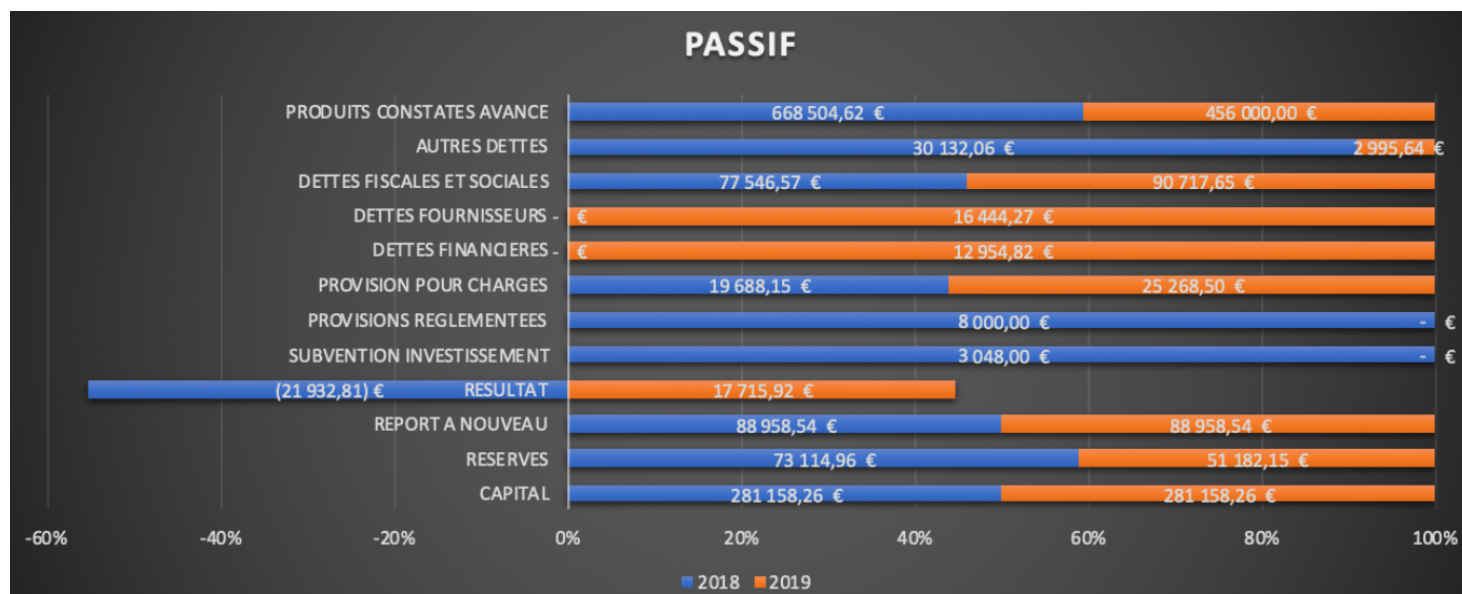 PASSIF
PRODUITS CONSTATES AVANCE 668 504,62 € 456 000,00 €
AUTRES DETTES 30 132,06 € 2 995,64 €
DETTES FISCALES ET SOCIALES 77 546,57 € 90 717,65 €
DETTES FOURNISSEURS - € 16 444,27 €
DETTES FINANCIERES - € 12 954,82 €
PROVISION POUR CHARGES 19 688,15 € 25 268,50 €
PROVISIONS REGLEMENTEES 8 000,00 € - €
SUBVENTION INVESTISSEMENT 3 048,00 € - €
(21 932,81) € RESULTAT 17 715,92 €
REPORT A NOUVEAU 88 958,54 € 88 958,54 €
RESERVES 73 114,96 € 51 182,15 €
CAPITAL 281 158,26 € 281 158,26 €
-60% -40% -20% 0% 20% 40% 60% 80% 100%
2018 2019